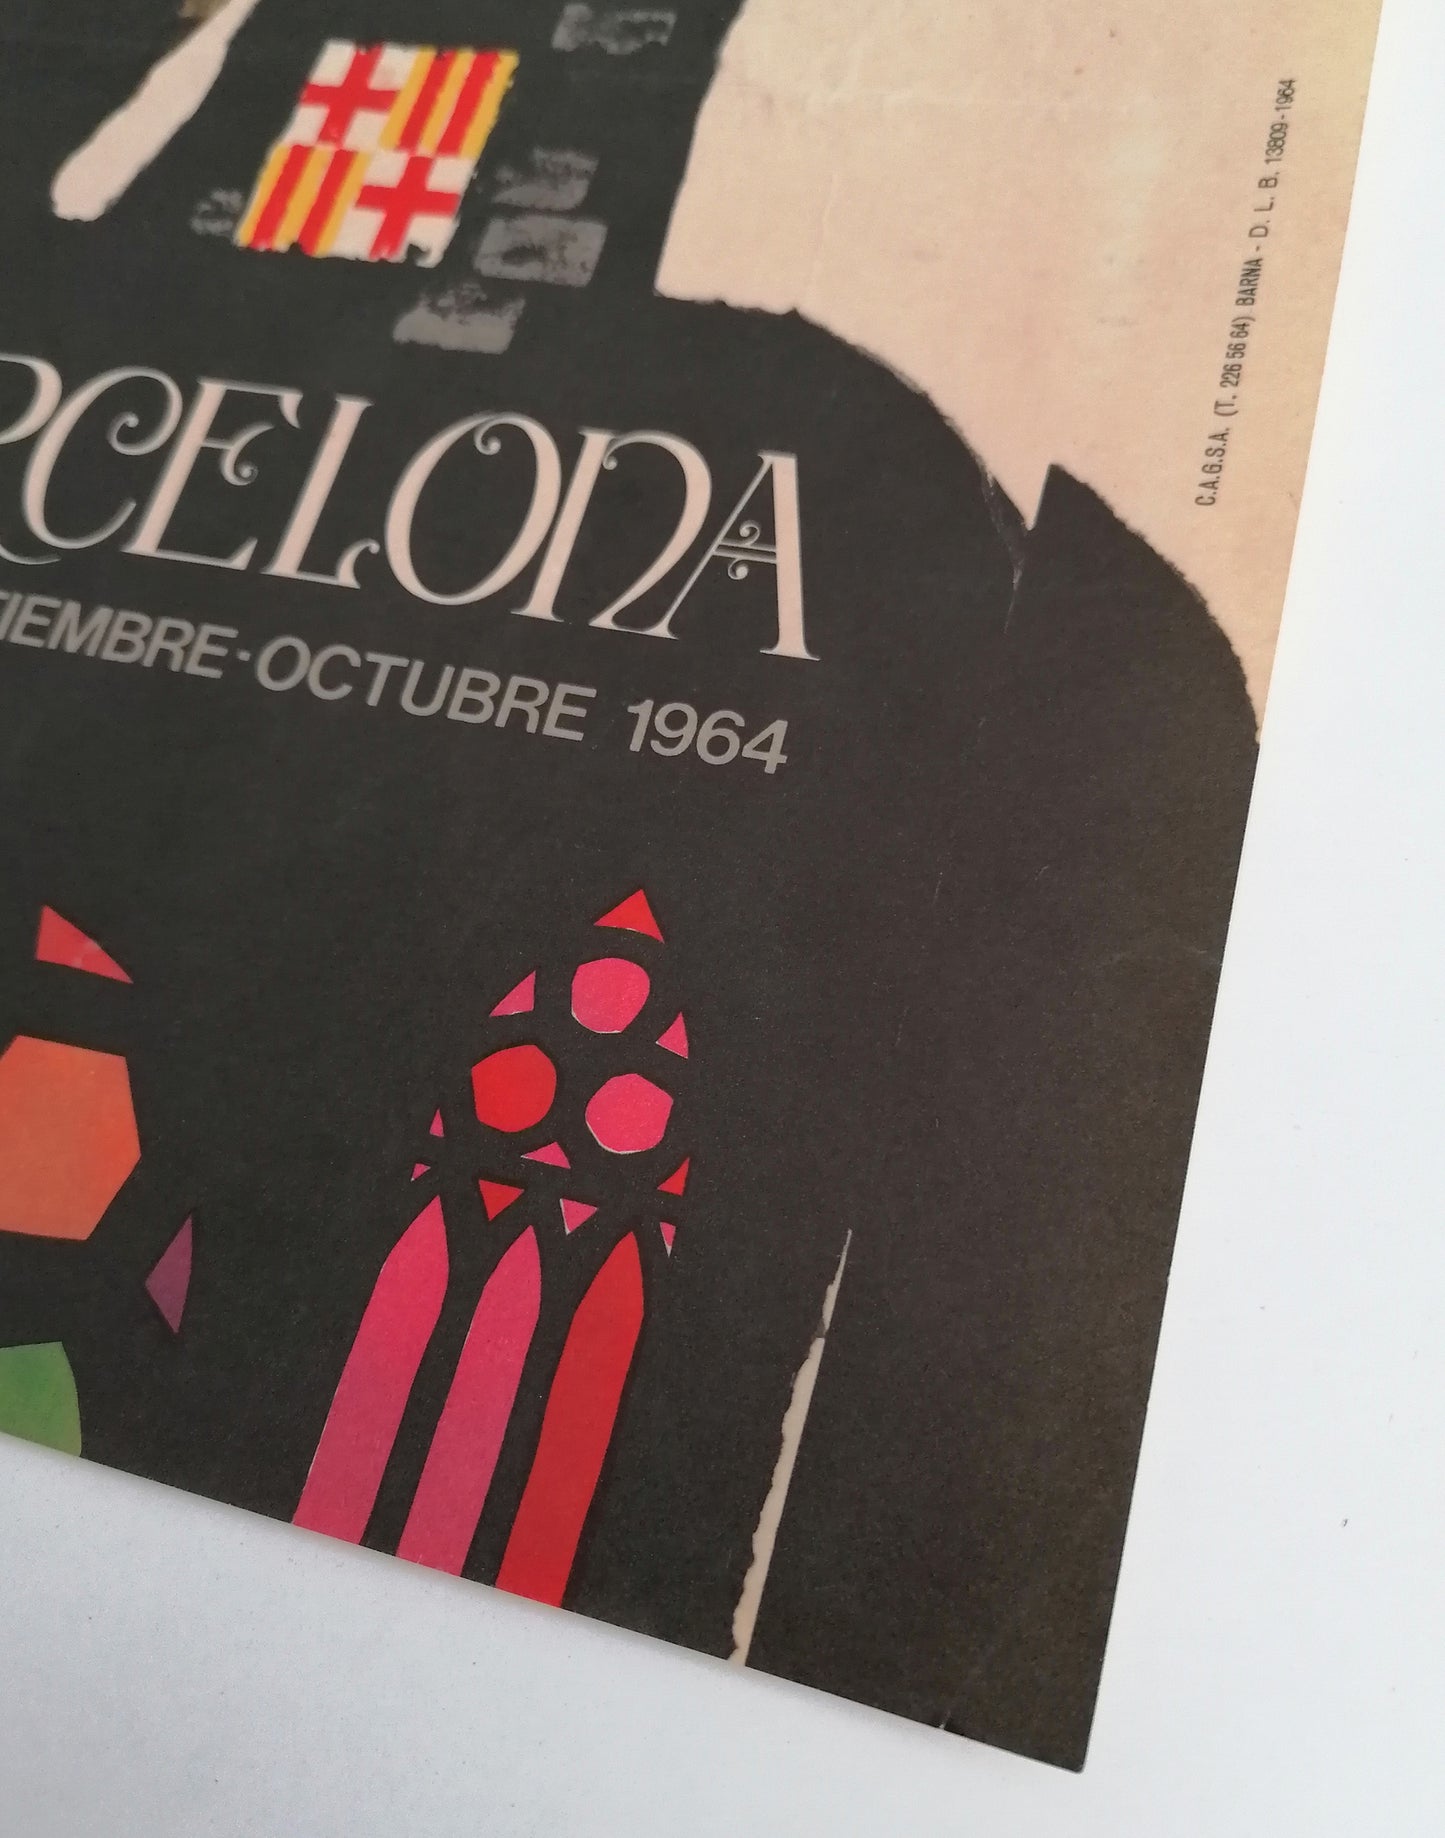 RCELONA
TIEMBRE·OCTUBRE 1964
C.A.G.S.A. (T. 226 56 64) BARNA - D. L. B. 13809-1964